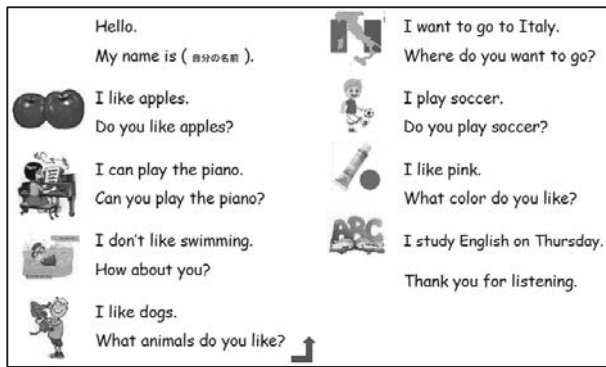 Hello.
My name is ( 自分の名前 ).
I like apples.
Do you like apples?
I can play the piano.
Can you play the piano?
I don't like swimming.
How about you?
I like dogs.
What animals do you like?
I want to go to Italy.
Where do you want to go?
I play soccer.
Do you play soccer?
I like pink.
What color do you like?
ABC
I study English on Thursday.
Thank you for listening.